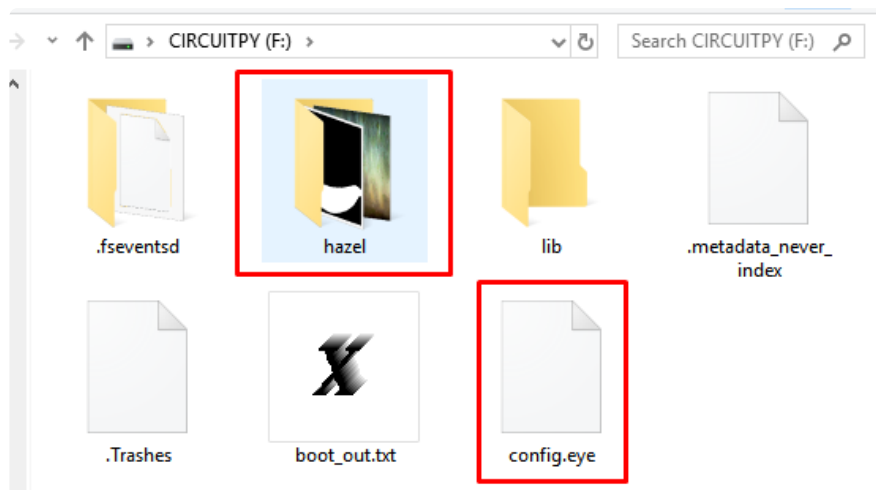 CIRCUITPY (F:)
Search CIRCUITPY (F:)
.fseventsd
hazel
lib
.metadata_never_
index
.Trashes
X
boot_out.txt
config.eye